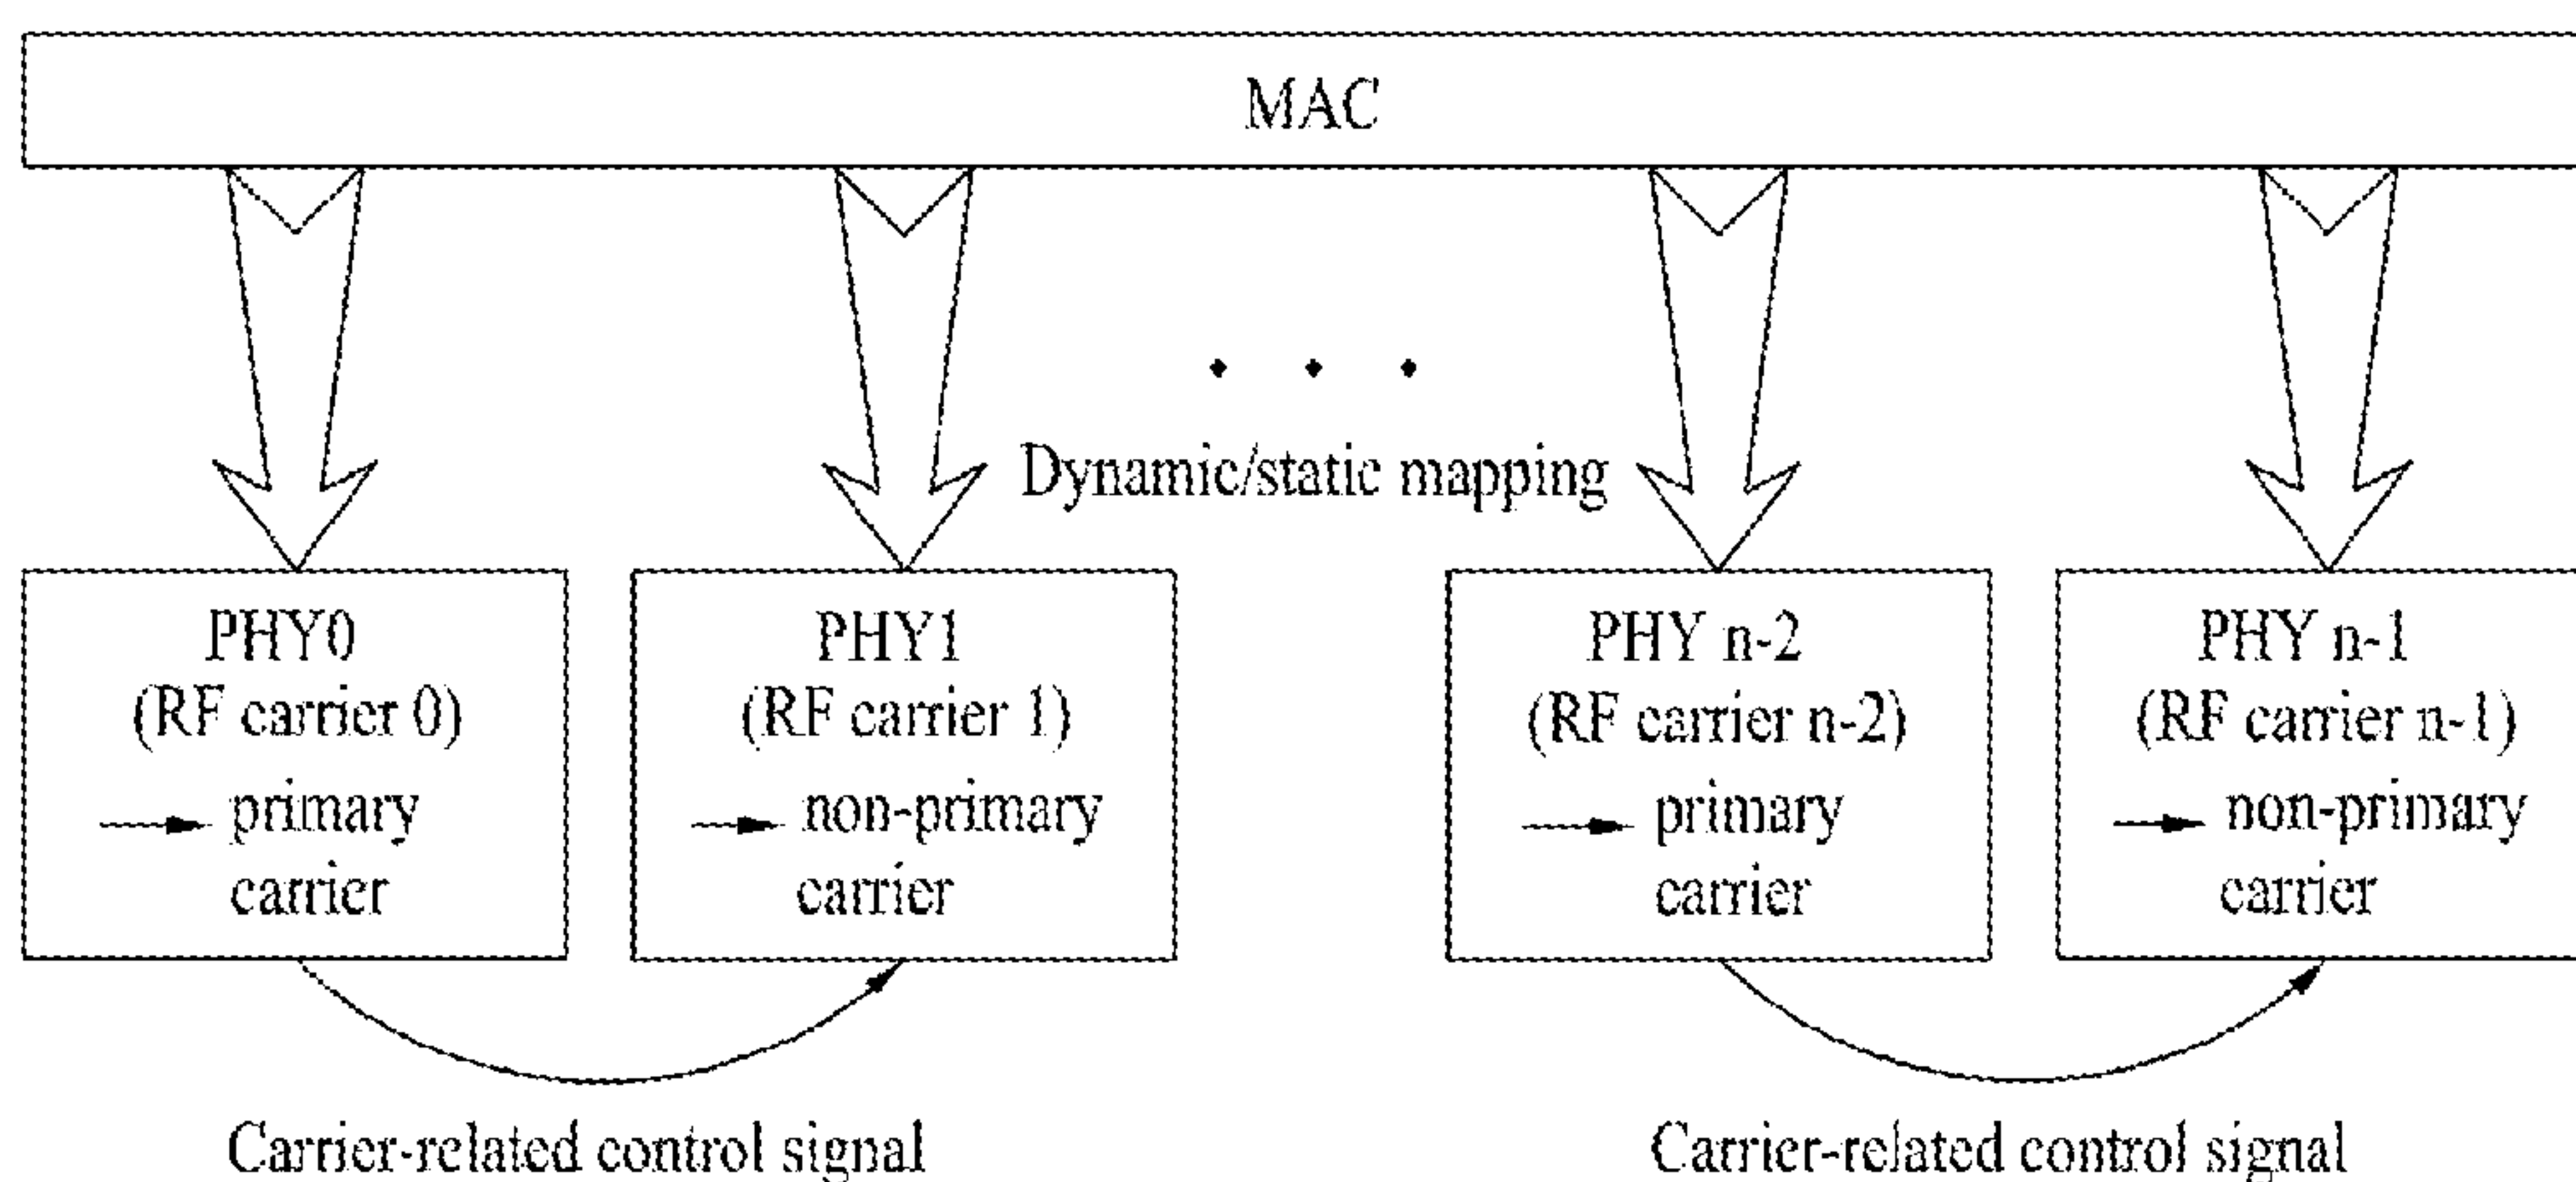 MAC
Dynamic/static mapping
PHY0
(RF carrier 0)
primary
carrier
PHY1
(RF carrier 1)
non-primary
carrier
PHY n-2
(RF carrier n-2)
primary
carrier
PHY n-1
(RF carrier n-1)
non-primary
carrier
Carrier-related control signal
Carrier-related control signal